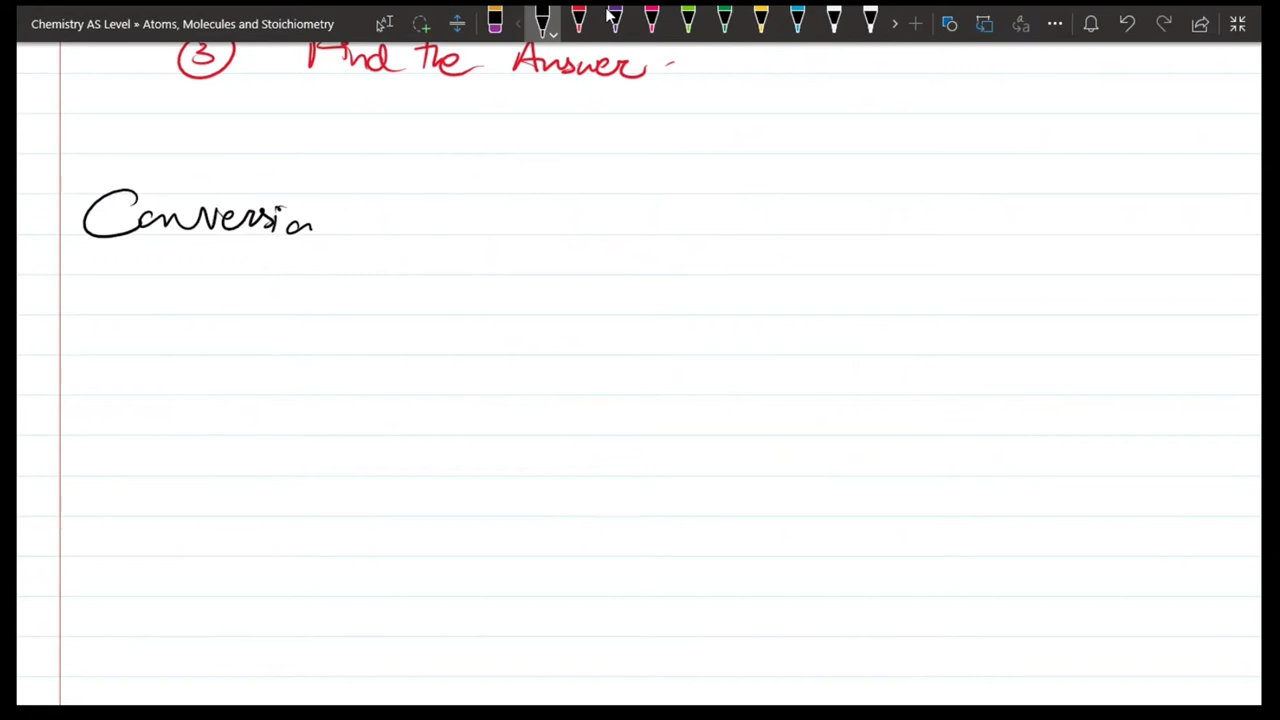 Chemistry AS Level » Atoms, Molecules and Stoichiometry
③ Find the Answer -
Conversion